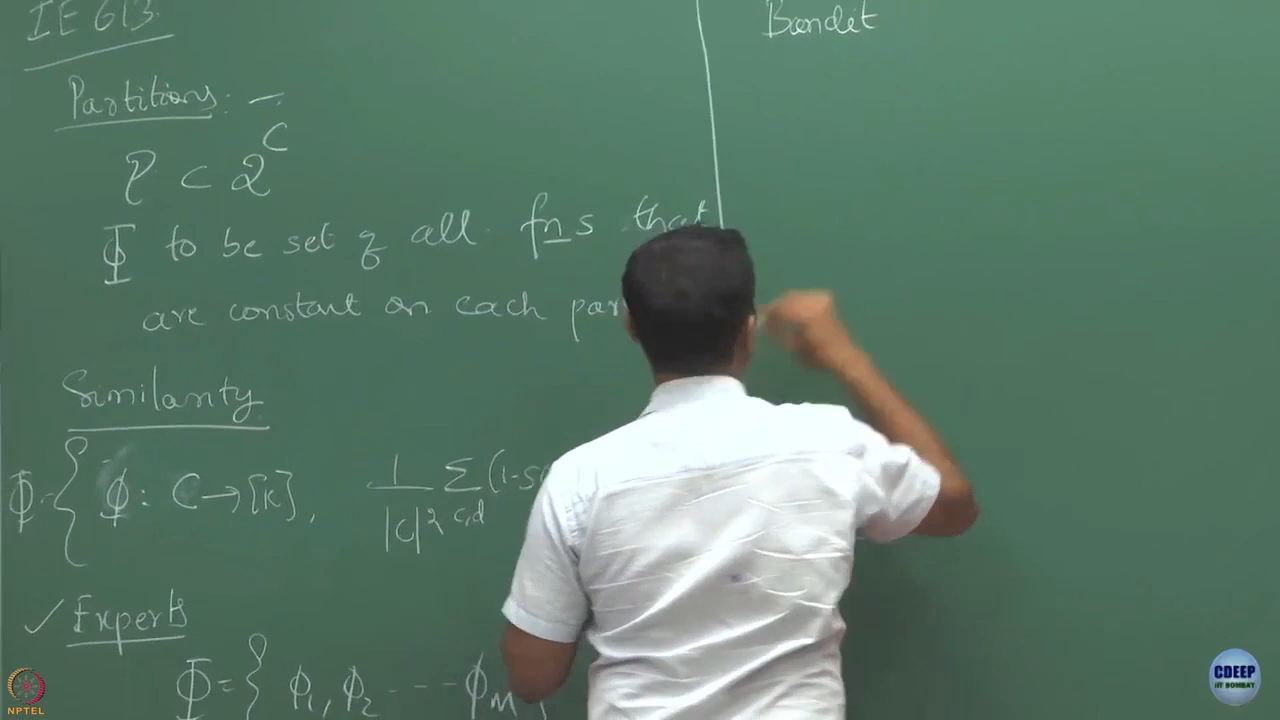 IE 613
Partitions: —
P ⊂ 2^C
Φ to be set of all fns that
are constant on each par
Similarity
Φ = { ϕ: C → [K], 1/|C|² Σ_{c,d} (1-s
✓ Experts
Φ = { ϕ₁, ϕ₂ ---- ϕ_M }
Bandit
NPTEL
CDEEP
IIT BOMBAY